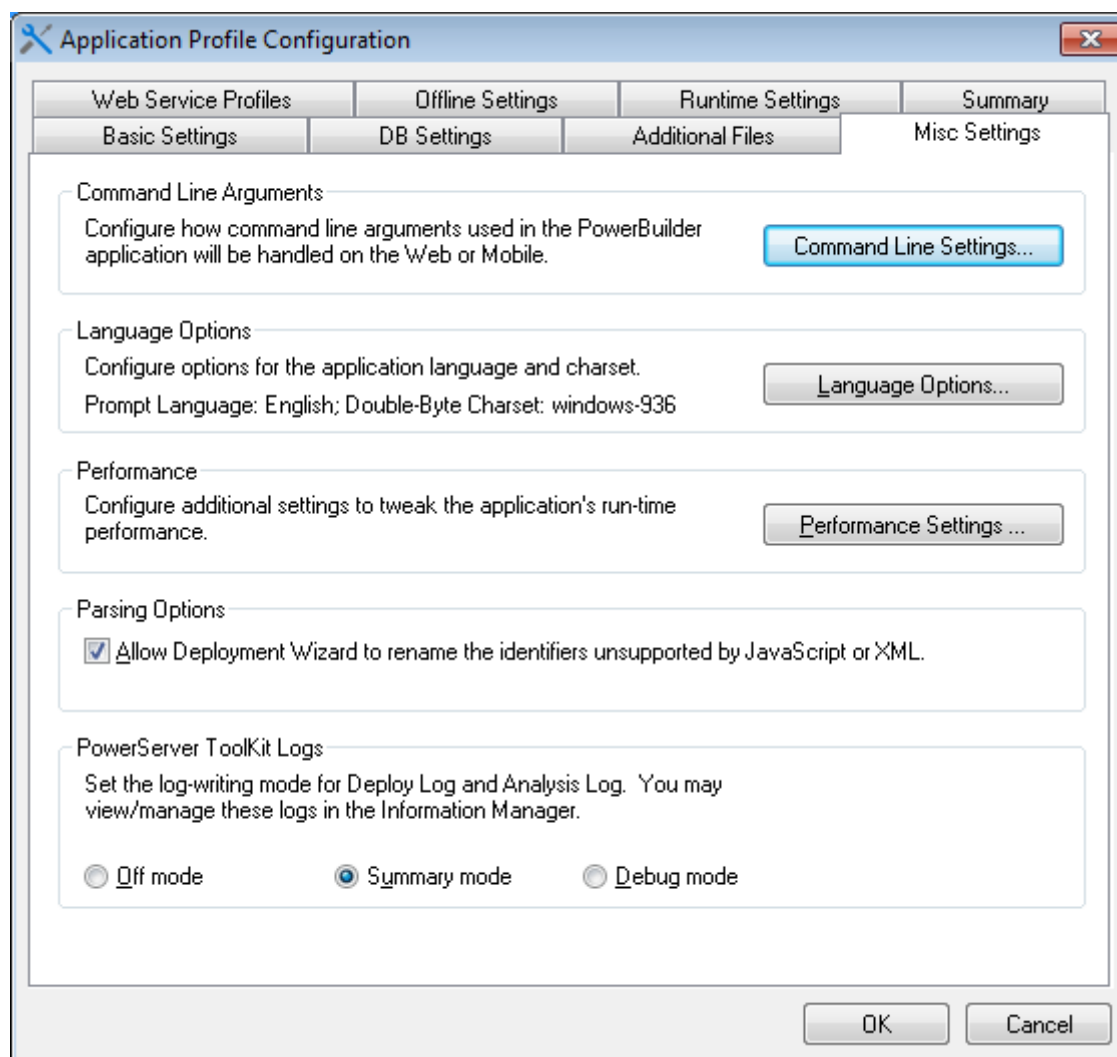 Application Profile Configuration
Web Service Profiles
Offline Settings
Runtime Settings
Summary
Basic Settings
DB Settings
Additional Files
Misc Settings
Command Line Arguments
Configure how command line arguments used in the PowerBuilder
application will be handled on the Web or Mobile.
Command Line Settings...
Language Options
Configure options for the application language and charset.
Prompt Language: English; Double-Byte Charset: windows-936
Language Options...
Performance
Configure additional settings to tweak the application's run-time
performance.
Performance Settings ...
Parsing Options
Allow Deployment Wizard to rename the identifiers unsupported by JavaScript or XML.
PowerServer ToolKit Logs
Set the log-writing mode for Deploy Log and Analysis Log.  You may
view/manage these logs in the Information Manager.
Off mode
Summary mode
Debug mode
OK
Cancel